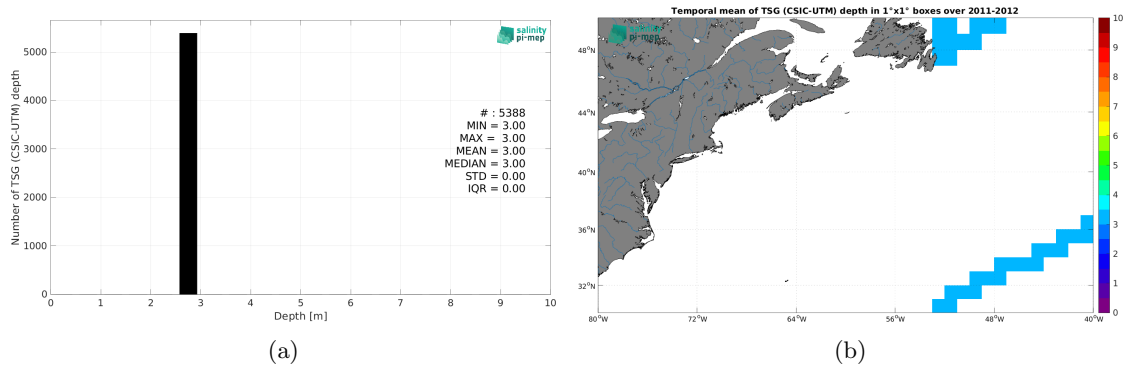 Number of TSG (CSIC-UTM) depth
5000
4000
3000
2000
1000
0
0 1 2 3 4 5 6 7 8 9 10
Depth [m]
salinity
pi-mep
# : 5388
MIN = 3.00
MAX = 3.00
MEAN = 3.00
MEDIAN = 3.00
STD = 0.00
IQR = 0.00
(a)
Temporal mean of TSG (CSIC-UTM) depth in 1°x1° boxes over 2011-2012
salinity
pi-mep
48°N
44°N
40°N
36°N
32°N
80°W 72°W 64°W 56°W 48°W 40°W
10
9
8
7
6
5
4
3
2
1
0
(b)